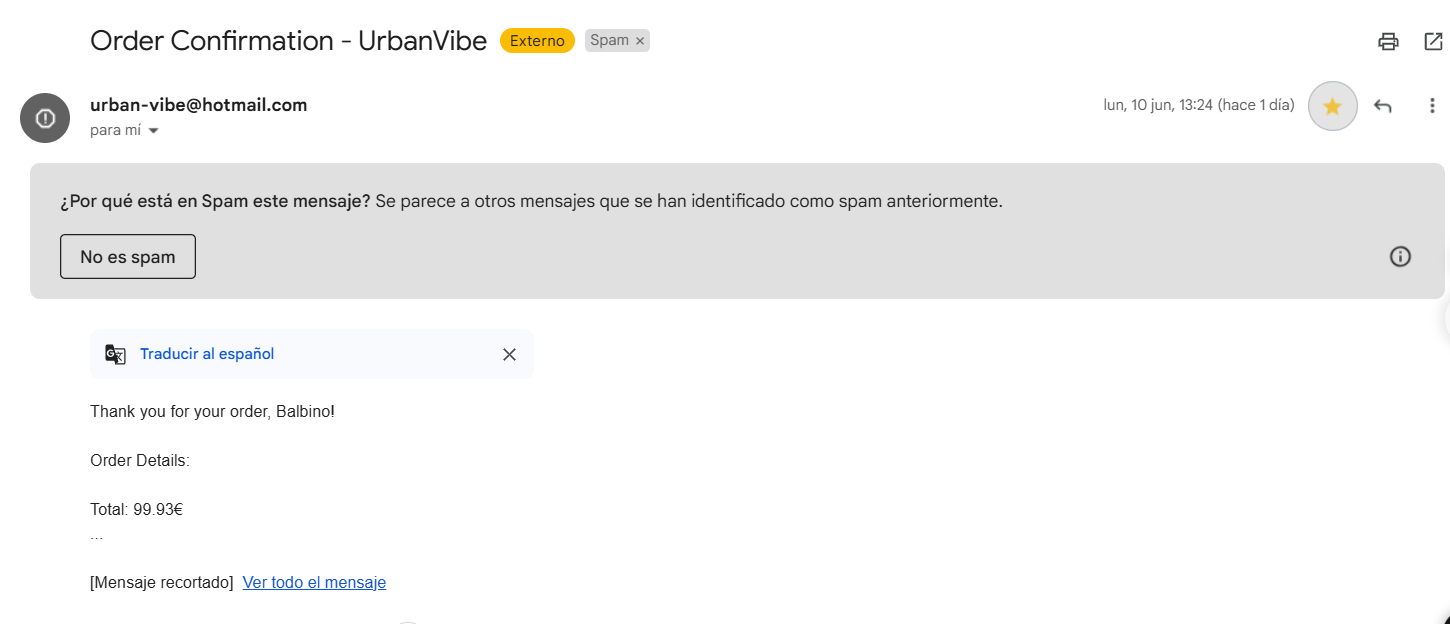 Order Confirmation - UrbanVibe Externo Spam ×
urban-vibe@hotmail.com lun, 10 jun, 13:24 (hace 1 día)
para mí
¿Por qué está en Spam este mensaje? Se parece a otros mensajes que se han identificado como spam anteriormente.
No es spam
Traducir al español
Thank you for your order, Balbino!
Order Details:
Total: 99.93€
...
[Mensaje recortado] Ver todo el mensaje